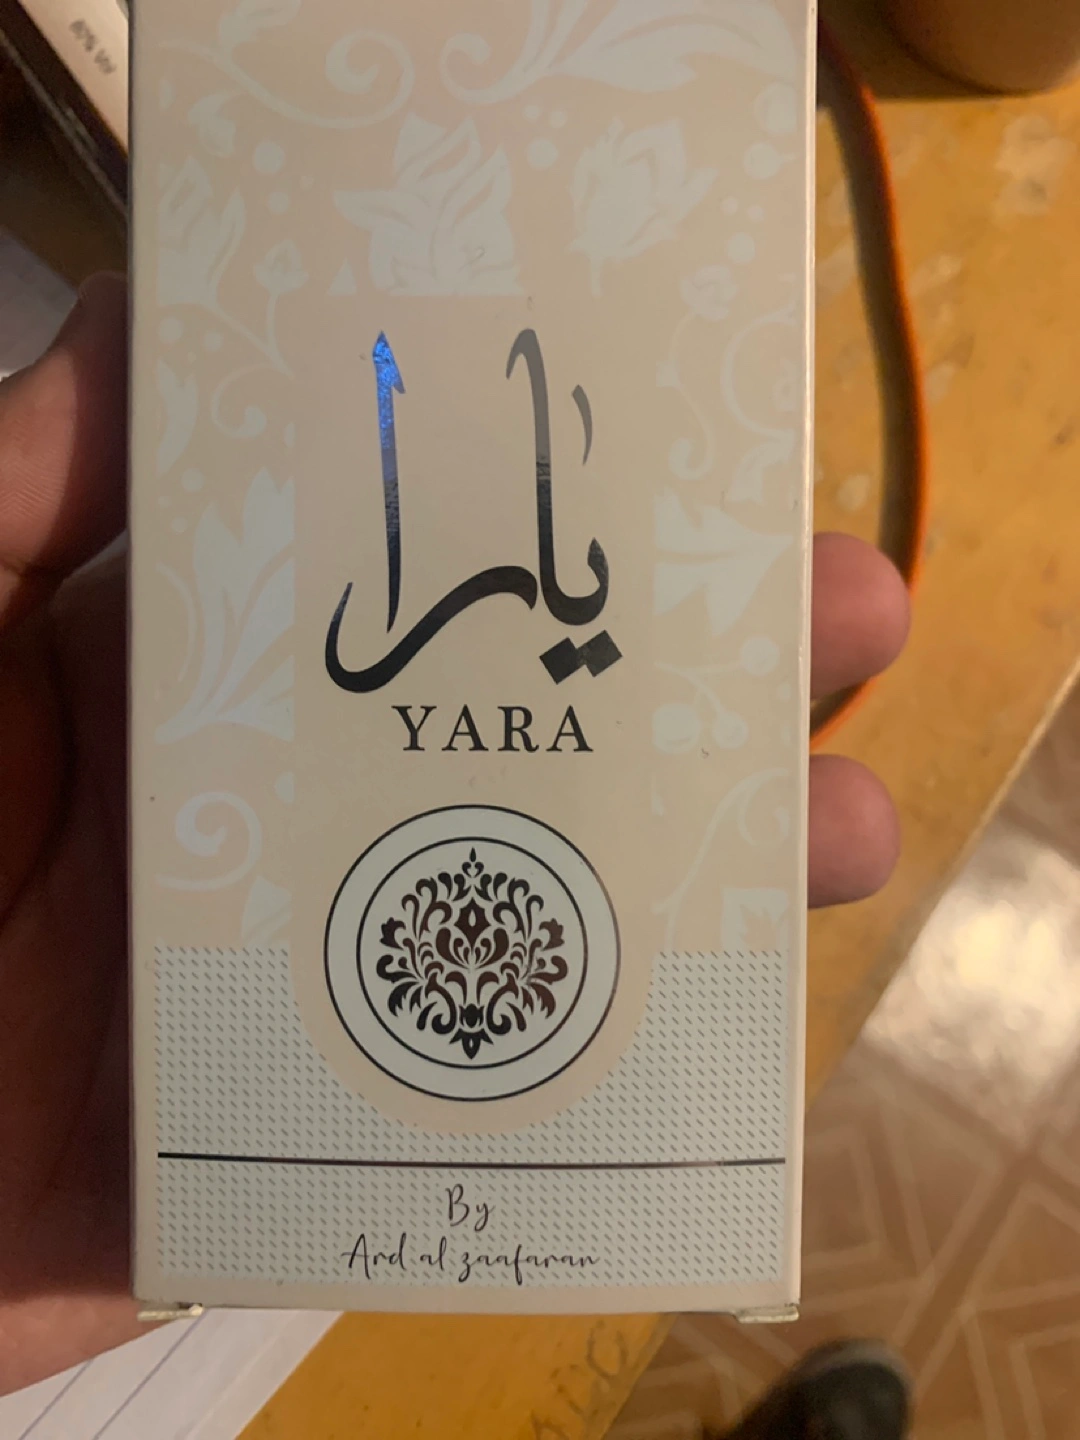 يارا
YARA
By
Ard al zaafaran